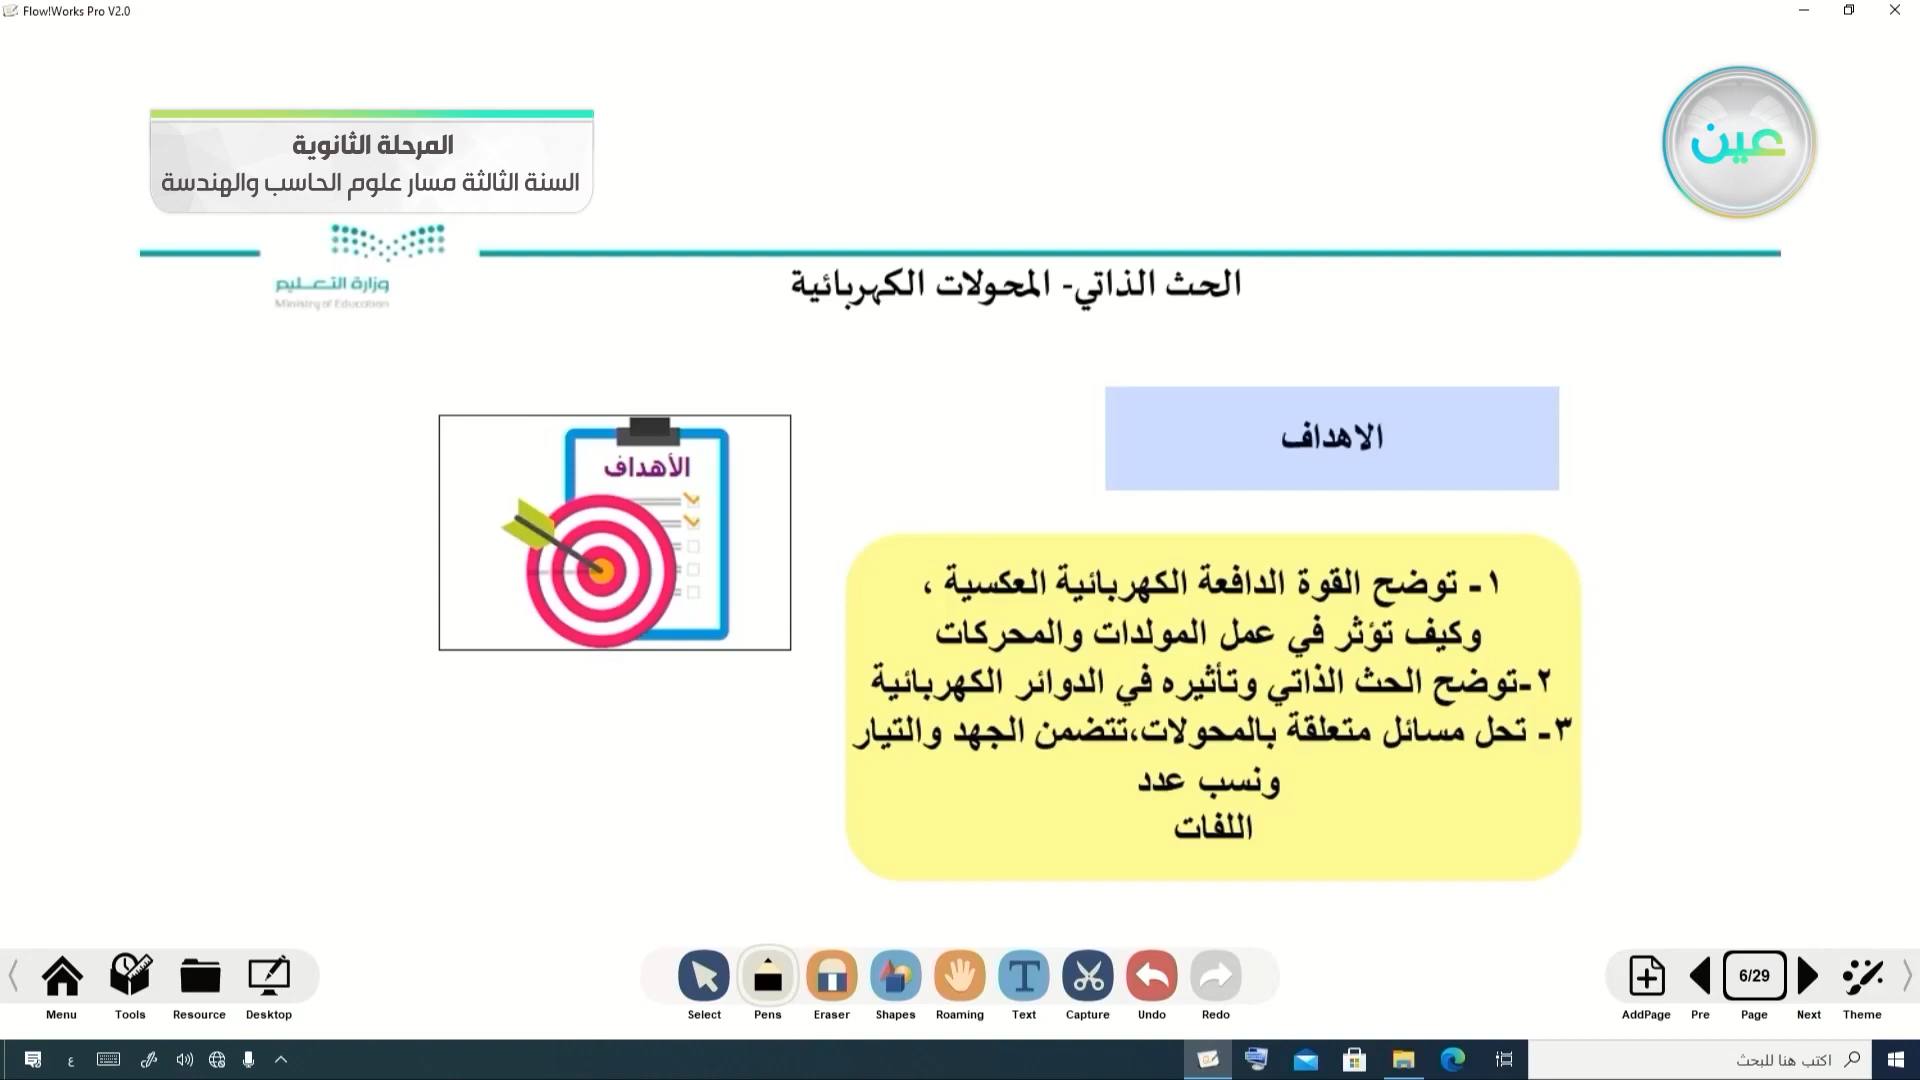 Flow!Works Pro V2.0
المرحلة الثانوية
السنة الثالثة مسار علوم الحاسب والهندسة
عين
وزارة التعليم
Ministry of Education
الحث الذاتي- المحولات الكهربائية
الاهداف
الأهداف
١- توضح القوة الدافعة الكهربائية العكسية ،
وكيف تؤثر في عمل المولدات والمحركات
٢-توضح الحث الذاتي وتأثيره في الدوائر الكهربائية
٣- تحل مسائل متعلقة بالمحولات،تتضمن الجهد والتيار
ونسب عدد
اللفات
Menu Tools Resource Desktop
Select Pens Eraser Shapes Roaming Text Capture Undo Redo
6/29
AddPage Pre Page Next Theme
ع
اكتب هنا للبحث